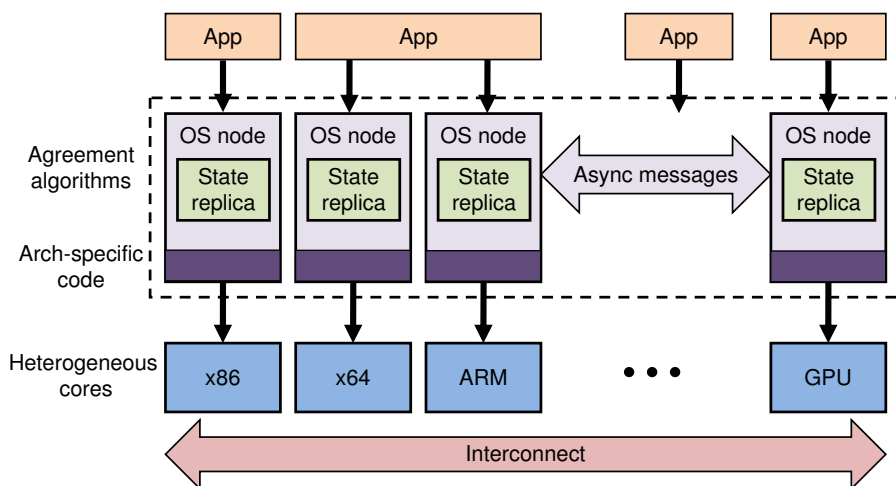 App
App
App
App
OS node
OS node
OS node
OS node
Agreement
algorithms
State
replica
State
replica
State
replica
Async messages
State
replica
Arch-specific
code
Heterogeneous
cores
x86
x64
ARM
GPU
Interconnect